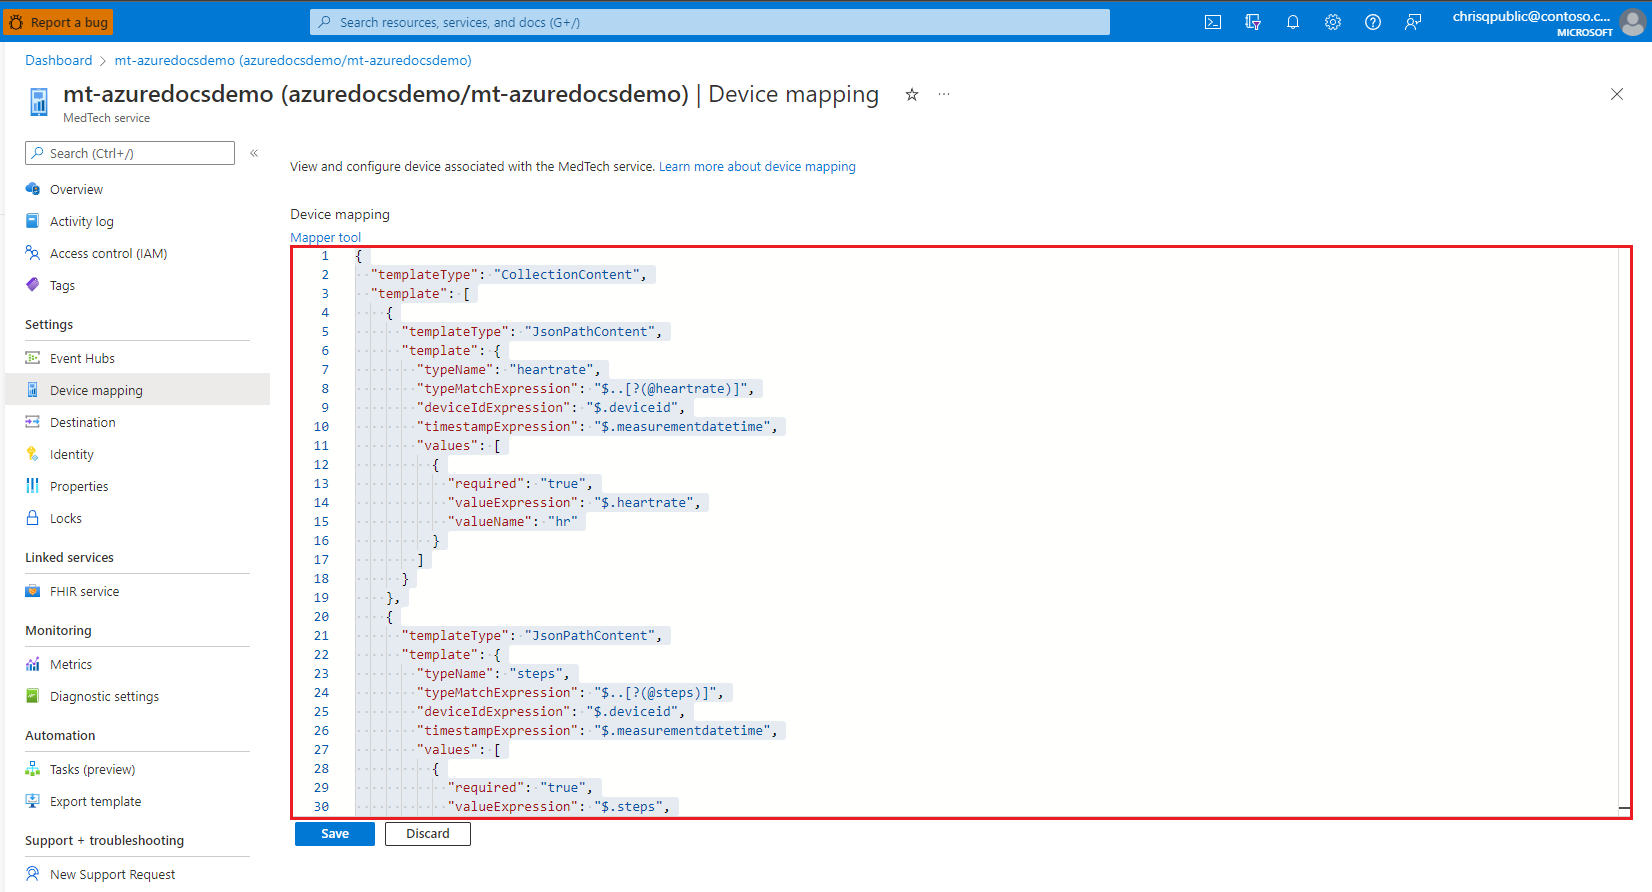 Report a bug
Search resources, services, and docs (G+/)
chrisqpublic@contoso.c...
MICROSOFT
Dashboard > mt-azuredocsdemo (azuredocsdemo/mt-azuredocsdemo)
mt-azuredocsdemo (azuredocsdemo/mt-azuredocsdemo) | Device mapping
MedTech service
Search (Ctrl+/)
Overview
Activity log
Access control (IAM)
Tags
Settings
Event Hubs
Device mapping
Destination
Identity
Properties
Locks
Linked services
FHIR service
Monitoring
Metrics
Diagnostic settings
Automation
Tasks (preview)
Export template
Support + troubleshooting
New Support Request
View and configure device associated with the MedTech service. Learn more about device mapping
Device mapping
Mapper tool
1 {
2 "templateType": "CollectionContent",
3 "template": [
4 {
5 "templateType": "JsonPathContent",
6 "template": {
7 "typeName": "heartrate",
8 "typeMatchExpression": "$..[?(@heartrate)]",
9 "deviceIdExpression": "$.deviceid",
10 "timestampExpression": "$.measurementdatetime",
11 "values": [
12 {
13 "required": "true",
14 "valueExpression": "$.heartrate",
15 "valueName": "hr"
16 }
17 ]
18 }
19 },
20 {
21 "templateType": "JsonPathContent",
22 "template": {
23 "typeName": "steps",
24 "typeMatchExpression": "$..[?(@steps)]",
25 "deviceIdExpression": "$.deviceid",
26 "timestampExpression": "$.measurementdatetime",
27 "values": [
28 {
29 "required": "true",
30 "valueExpression": "$.steps",
Save
Discard